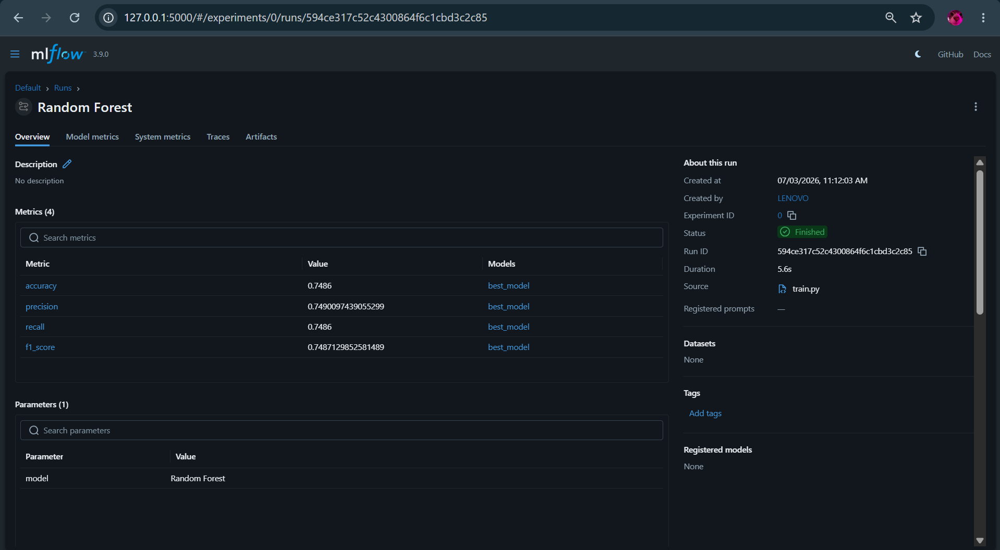 127.0.0.1:5000/#/experiments/0/runs/594ce317c52c4300864f6c1cbd3c2c85
mlflow 3.9.0
GitHub Docs
Default › Runs ›
Random Forest
Overview Model metrics System metrics Traces Artifacts
Description
No description
Metrics (4)
Search metrics
Metric Value Models
accuracy 0.7486 best_model
precision 0.7490097439055299 best_model
recall 0.7486 best_model
f1_score 0.7487129852581489 best_model
Parameters (1)
Search parameters
Parameter Value
model Random Forest
About this run
Created at 07/03/2026, 11:12:03 AM
Created by LENOVO
Experiment ID 0
Status Finished
Run ID 594ce317c52c4300864f6c1cbd3c2c85
Duration 5.6s
Source train.py
Registered prompts —
Datasets
None
Tags
Add tags
Registered models
None